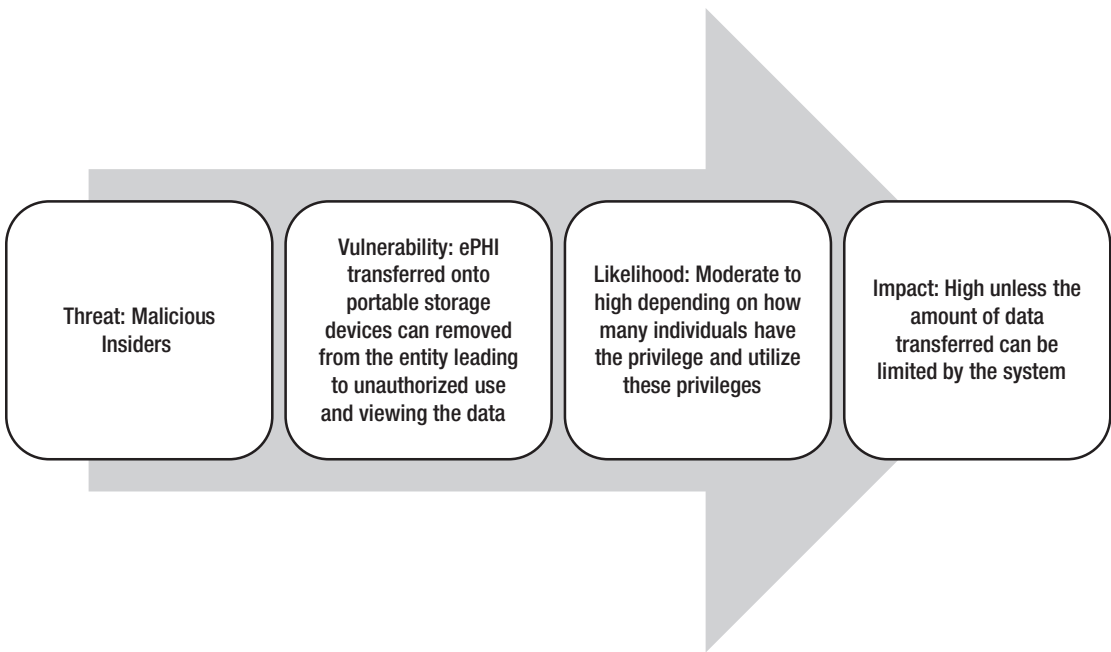 Threat: Malicious
Insiders
Vulnerability: ePHI
transferred onto
portable storage
devices can removed
from the entity leading
to unauthorized use
and viewing the data
Likelihood: Moderate to
high depending on how
many individuals have
the privilege and utilize
these privileges
Impact: High unless the
amount of data
transferred can be
limited by the system